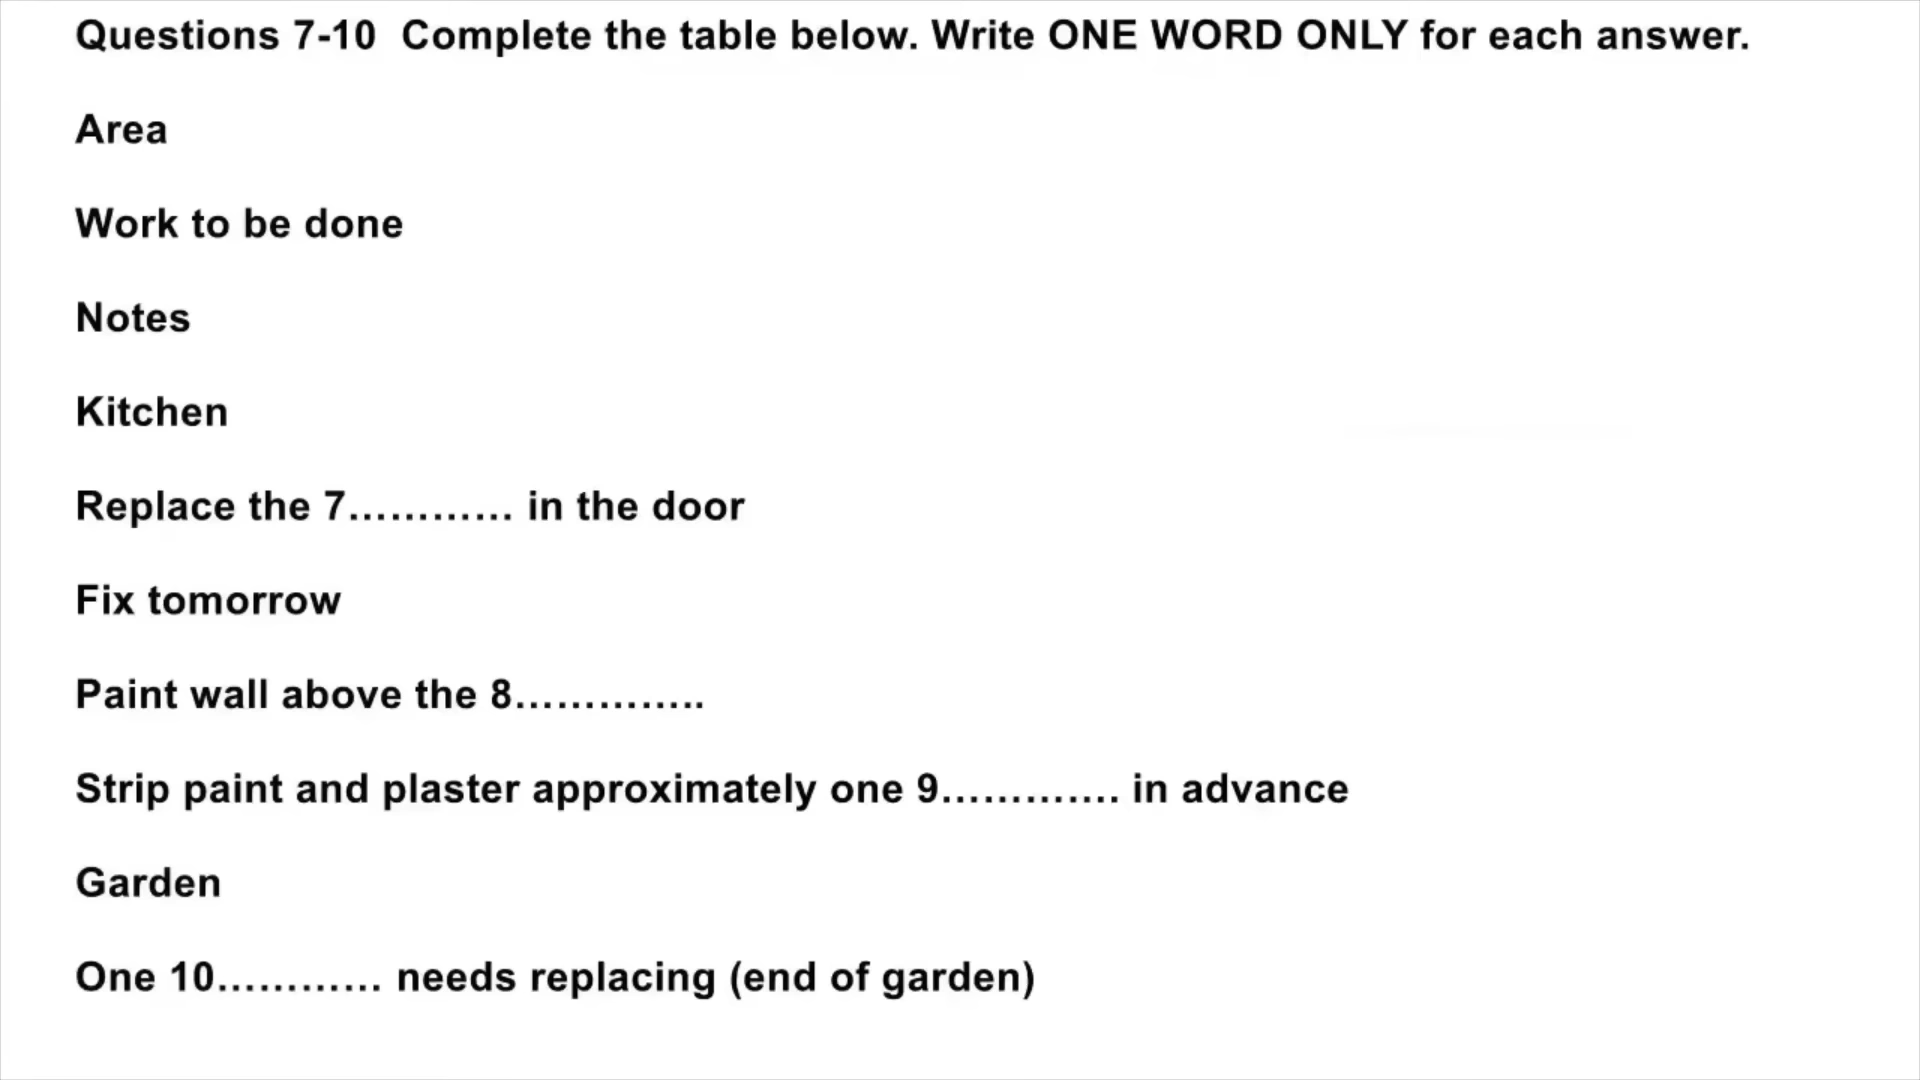 Questions 7-10  Complete the table below. Write ONE WORD ONLY for each answer.
Area
Work to be done
Notes
Kitchen
Replace the 7………… in the door
Fix tomorrow
Paint wall above the 8…………..
Strip paint and plaster approximately one 9…………. in advance
Garden
One 10………… needs replacing (end of garden)